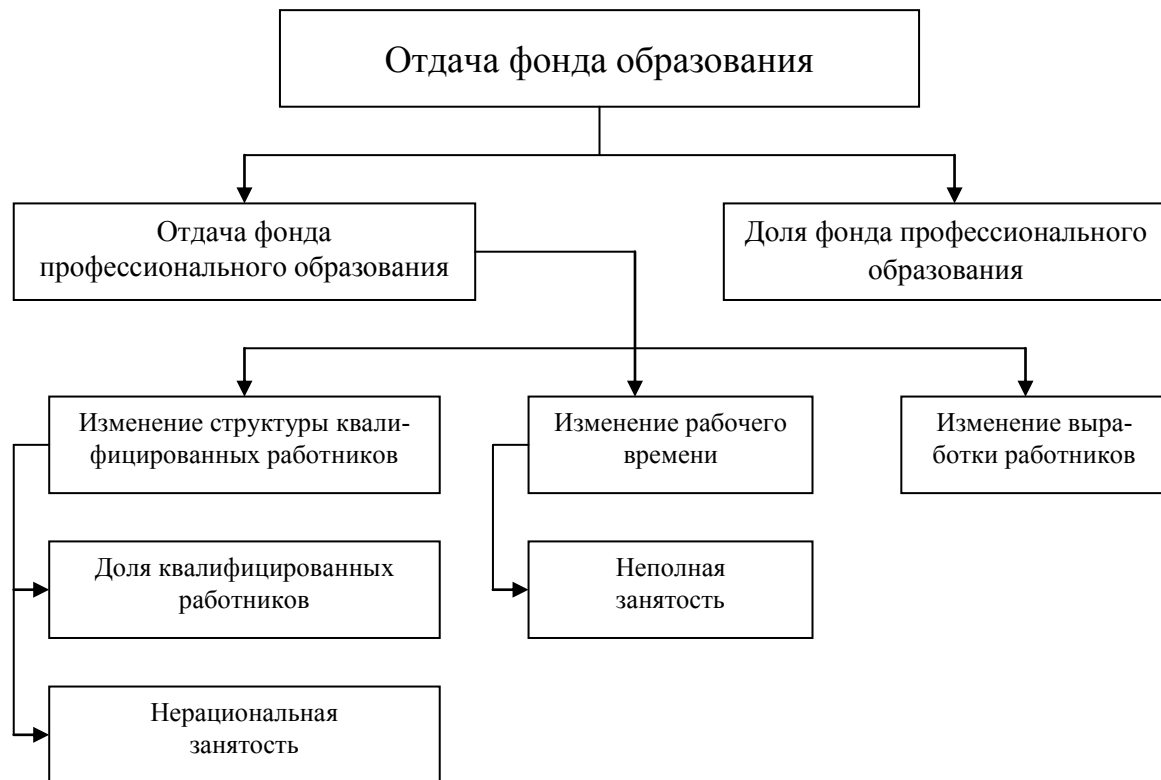 Отдача фонда образования
Отдача фонда
профессионального образования
Доля фонда профессионального
образования
Изменение структуры квали-
фицированных работников
Изменение рабочего
времени
Изменение выра-
ботки работников
Доля квалифицированных
работников
Неполная
занятость
Нерациональная
занятость